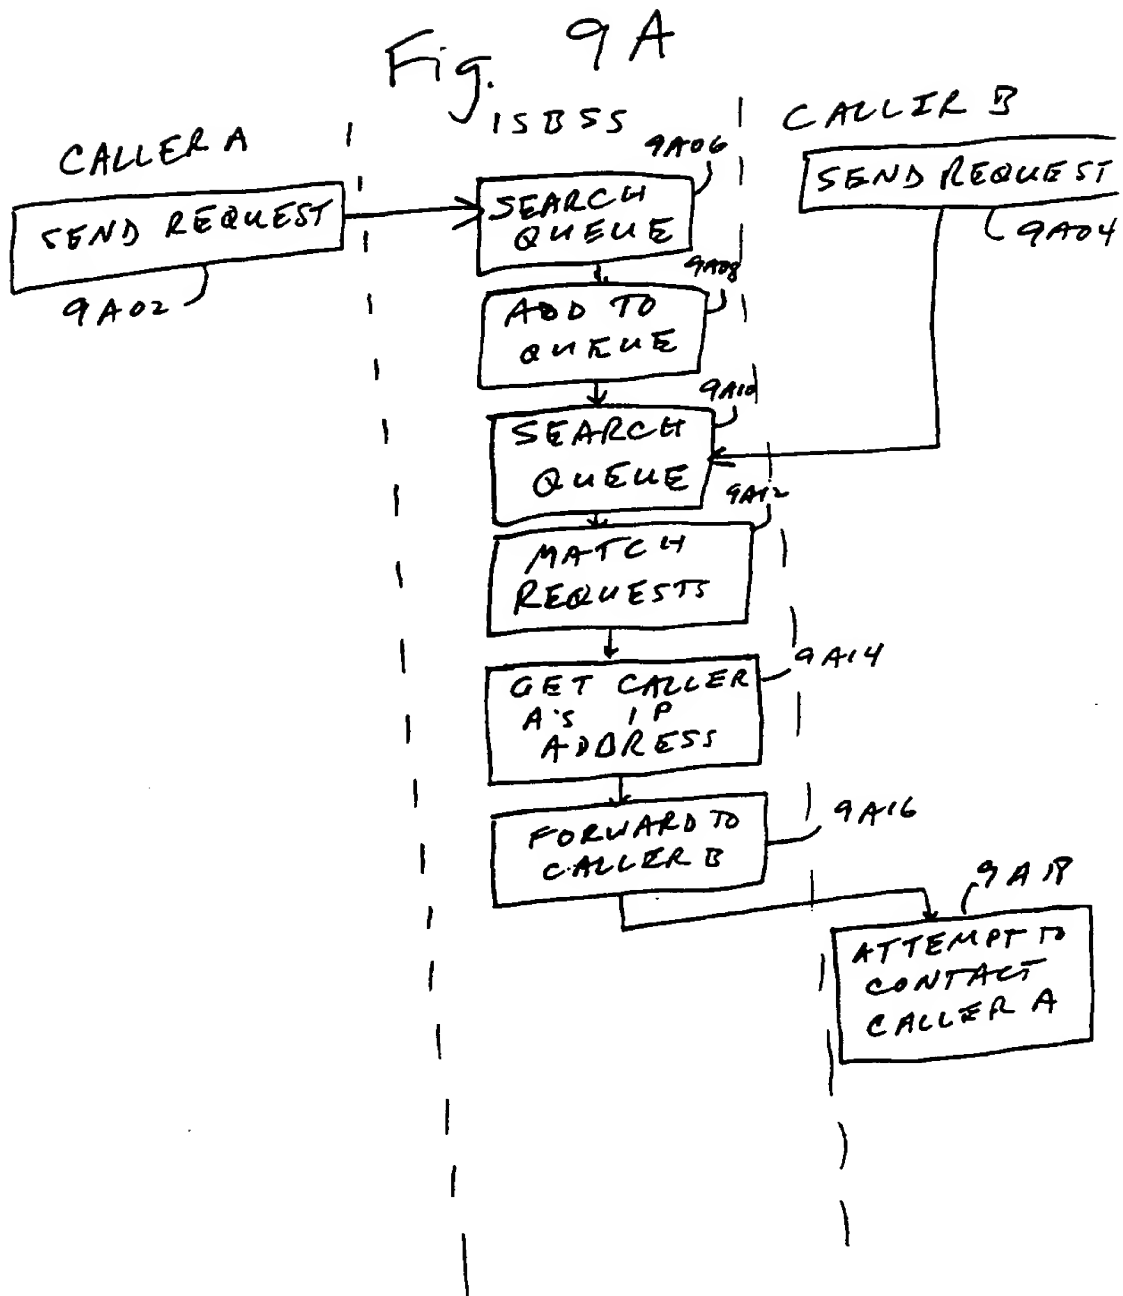 Fig. 9A
CALLER A
ISBSS
CALLER B
SEND REQUEST
9A02
SEARCH
QUEUE
9A06
SEND REQUEST
9A04
ADD TO
QUEUE
9A08
SEARCH
QUEUE
9A10
MATCH
REQUESTS
9A12
GET CALLER
A's IP
ADDRESS
9A14
FORWARD TO
CALLER B
9A16
9A18
ATTEMPT TO
CONTACT
CALLER A